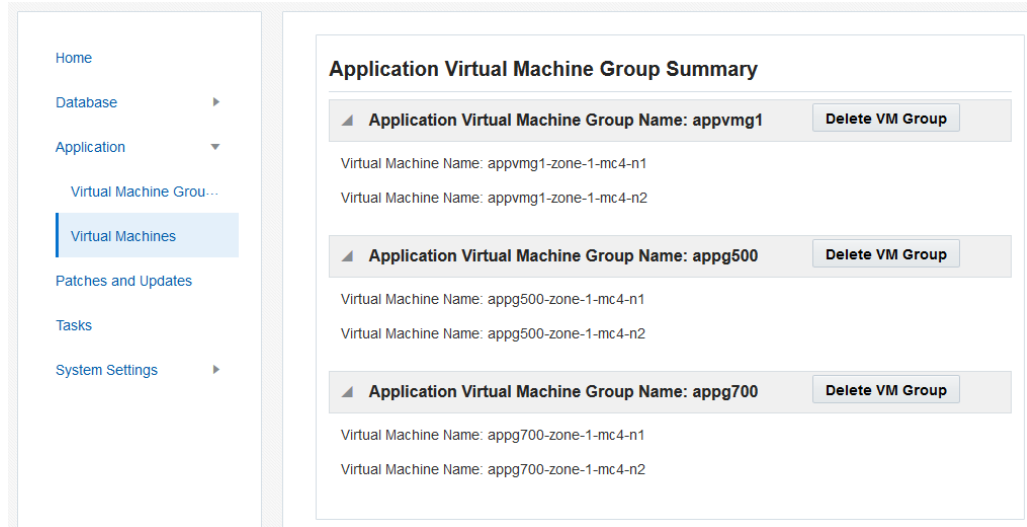 Home
Database
Application
Virtual Machine Grou...
Virtual Machines
Patches and Updates
Tasks
System Settings
Application Virtual Machine Group Summary
Application Virtual Machine Group Name: appvmg1 Delete VM Group
Virtual Machine Name: appvmg1-zone-1-mc4-n1
Virtual Machine Name: appvmg1-zone-1-mc4-n2
Application Virtual Machine Group Name: appg500 Delete VM Group
Virtual Machine Name: appg500-zone-1-mc4-n1
Virtual Machine Name: appg500-zone-1-mc4-n2
Application Virtual Machine Group Name: appg700 Delete VM Group
Virtual Machine Name: appg700-zone-1-mc4-n1
Virtual Machine Name: appg700-zone-1-mc4-n2